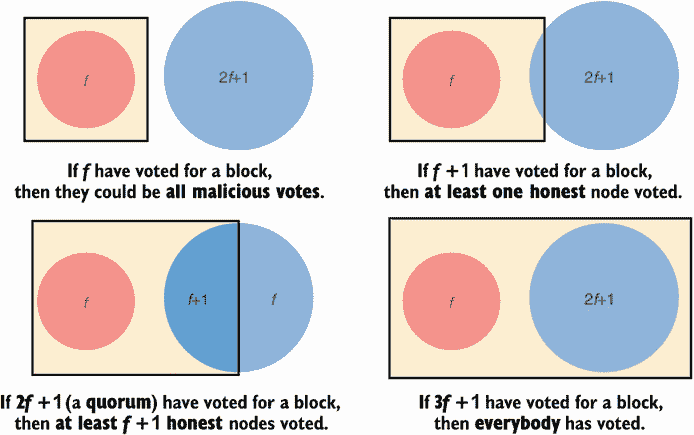 f
2f+1
If f have voted for a block,
then they could be all malicious votes.
f
2f+1
If f +1 have voted for a block,
then at least one honest node voted.
f
f+1
f
If 2f +1 (a quorum) have voted for a block,
then at least f +1 honest nodes voted.
f
2f+1
If 3f +1 have voted for a block,
then everybody has voted.